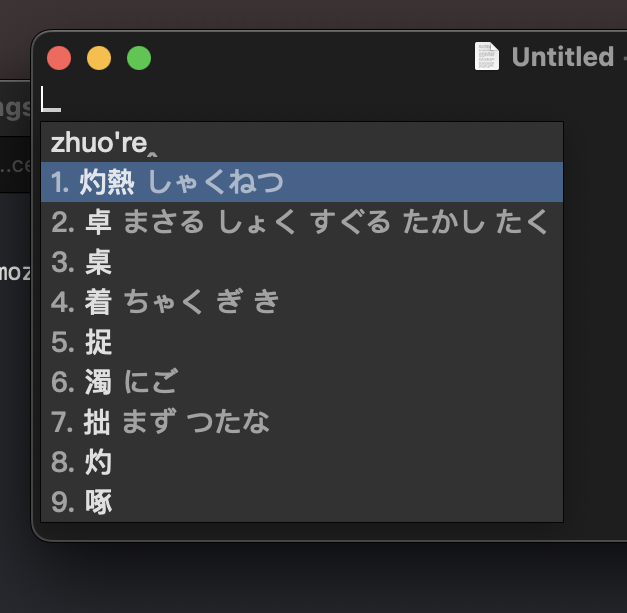 Untitled -
ngs
..ce
zhuo're‸
1. 灼熱 しゃくねつ
2. 卓 まさる しょく すぐる たかし たく
3. 桌
4. 着 ちゃく ぎ き
moz
5. 捉
6. 濁 にご
7. 拙 まず つたな
8. 灼
9. 啄